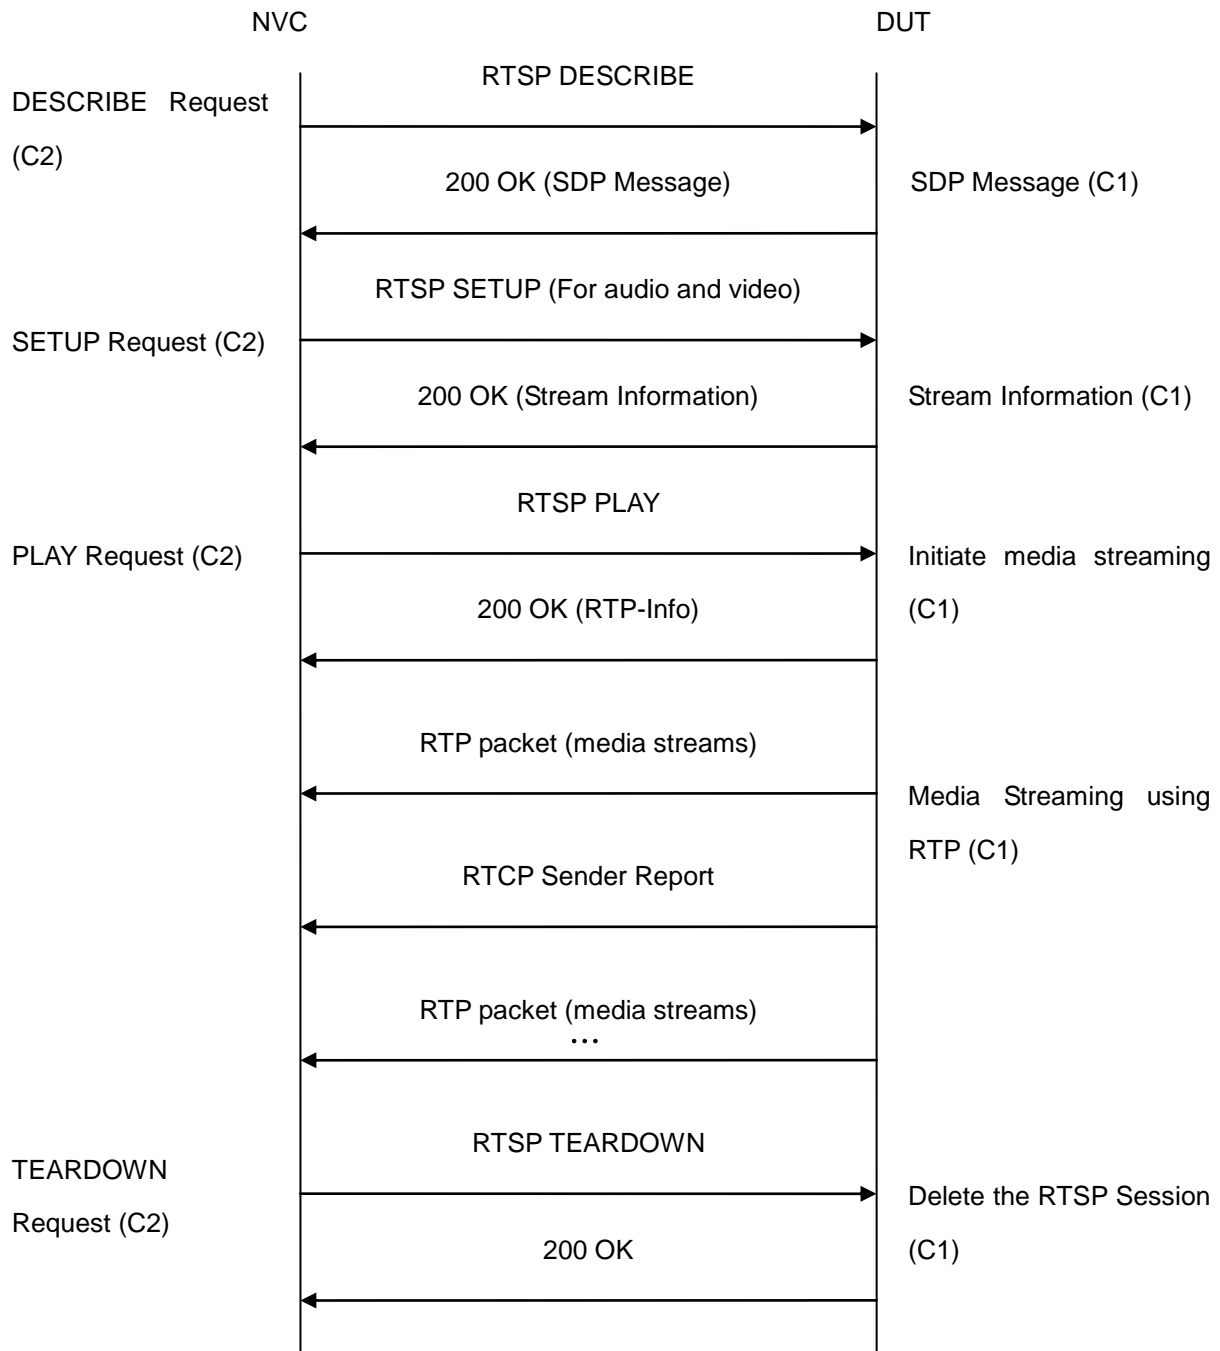 NVC
DUT
RTSP DESCRIBE
DESCRIBE Request
(C2)
200 OK (SDP Message)
SDP Message (C1)
RTSP SETUP (For audio and video)
SETUP Request (C2)
200 OK (Stream Information)
Stream Information (C1)
RTSP PLAY
PLAY Request (C2)
Initiate media streaming
(C1)
200 OK (RTP-Info)
RTP packet (media streams)
Media Streaming using
RTP (C1)
RTCP Sender Report
RTP packet (media streams)
...
RTSP TEARDOWN
TEARDOWN
Request (C2)
Delete the RTSP Session
(C1)
200 OK